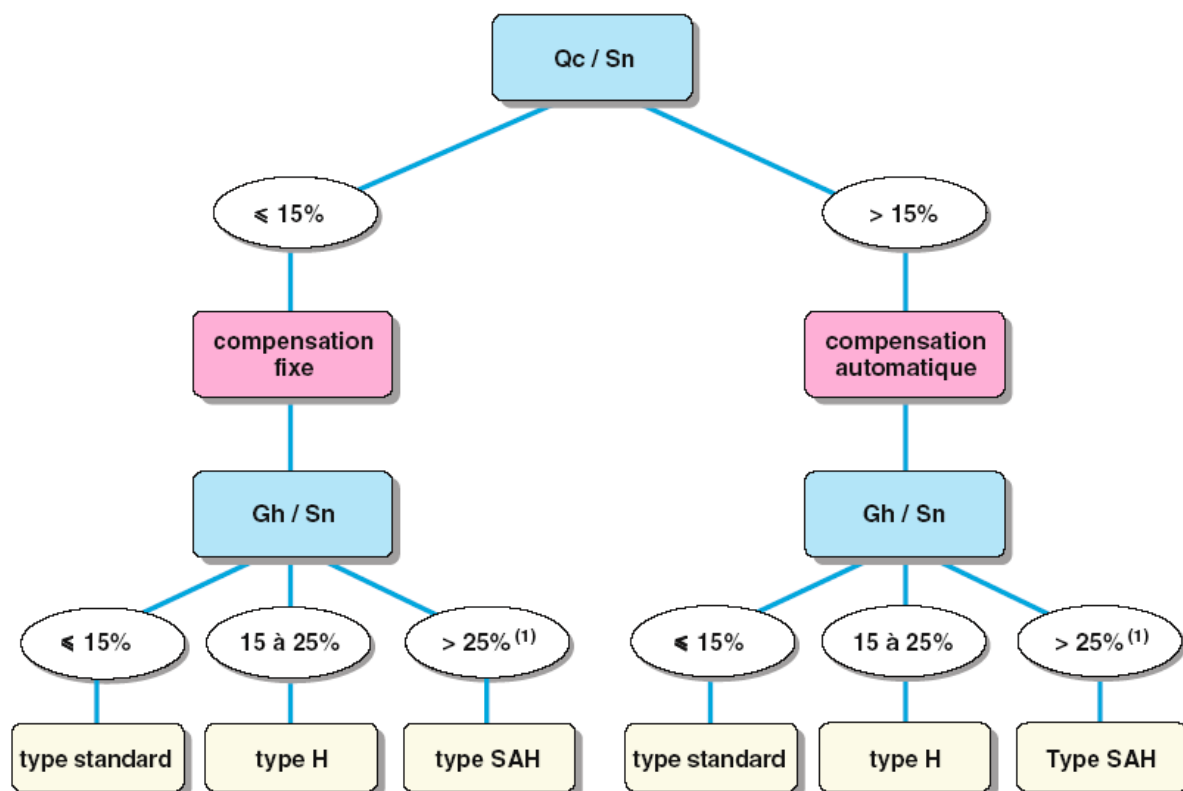 Qc / Sn
⩽ 15%
> 15%
compensation
fixe
compensation
automatique
Gh / Sn
Gh / Sn
⩽ 15%
15 à 25%
> 25% (1)
⩽ 15%
15 à 25%
> 25% (1)
type standard
type H
type SAH
type standard
type H
Type SAH